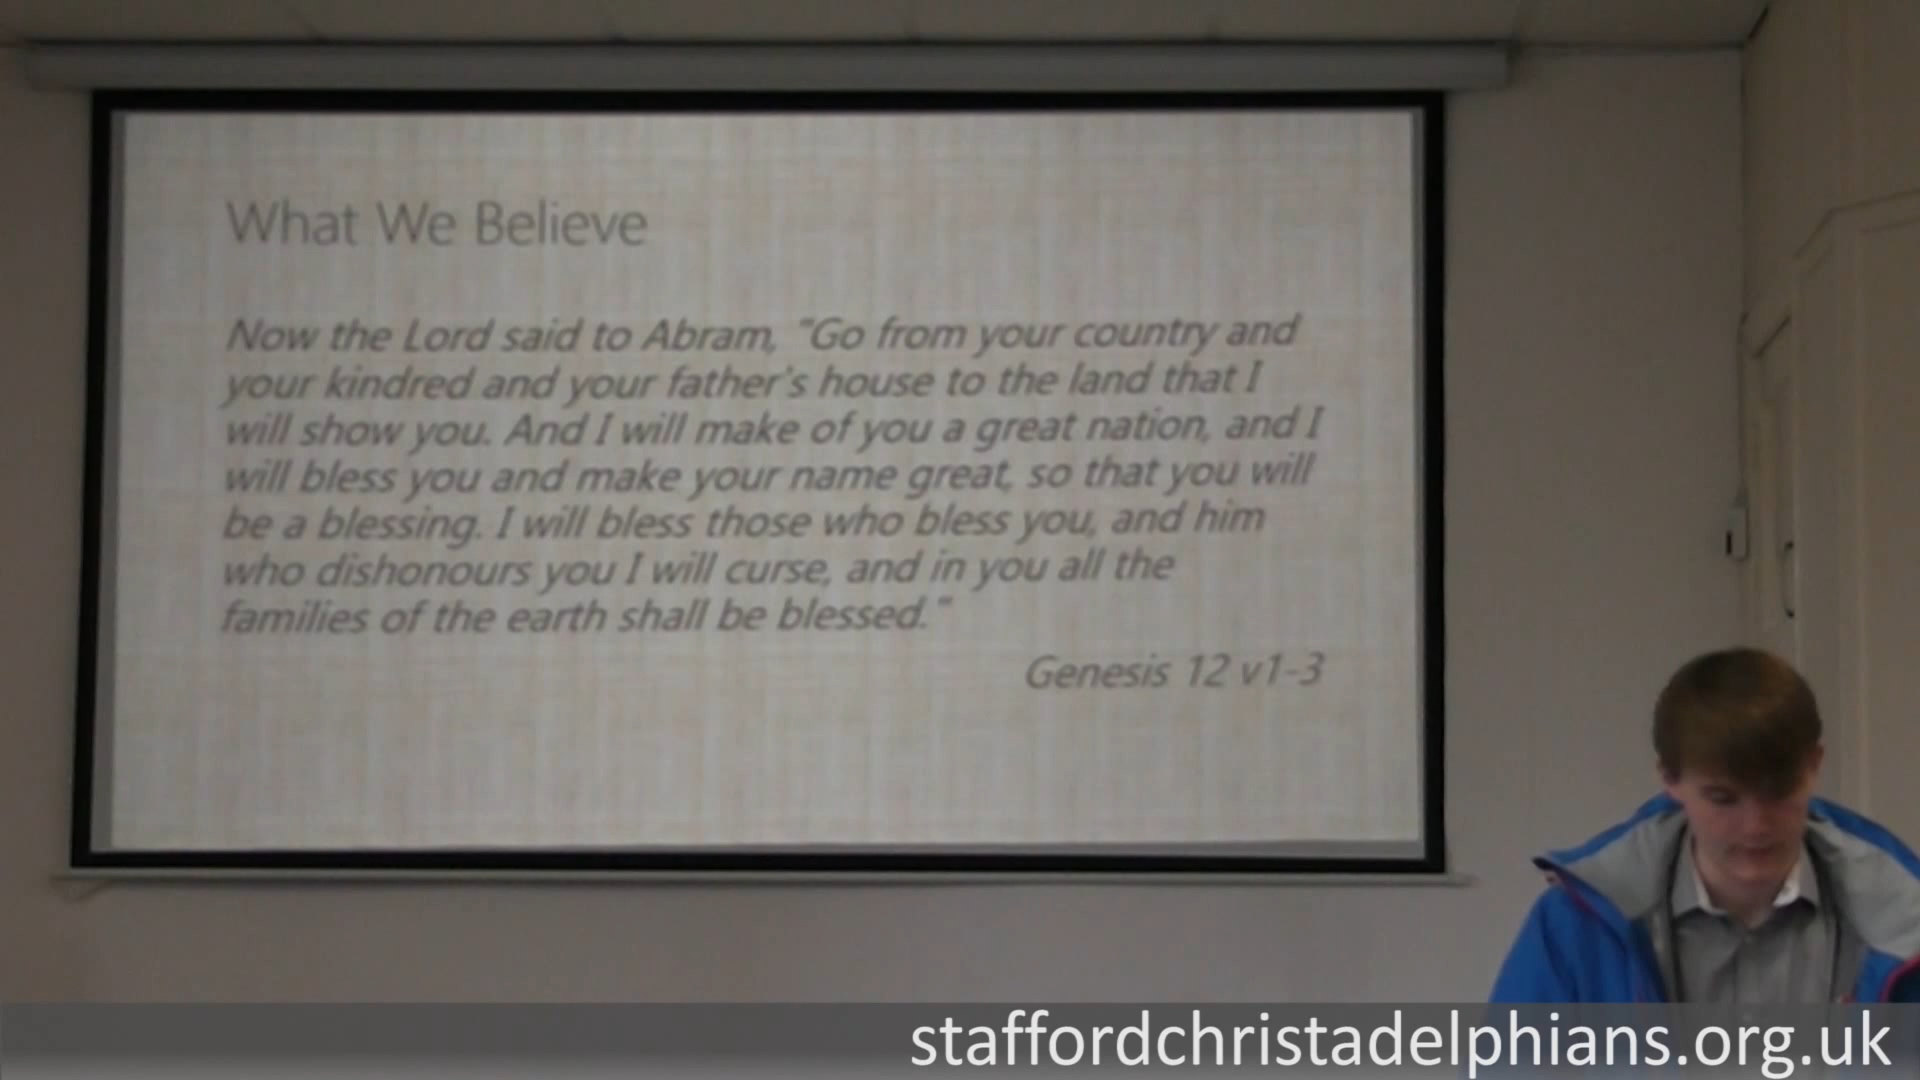 What We Believe
Now the Lord said to Abram, "Go from your country and
your kindred and your father's house to the land that I
will show you. And I will make of you a great nation, and I
will bless you and make your name great, so that you will
be a blessing. I will bless those who bless you, and him
who dishonours you I will curse, and in you all the
families of the earth shall be blessed."
Genesis 12 v1-3
staffordchristadelphians.org.uk